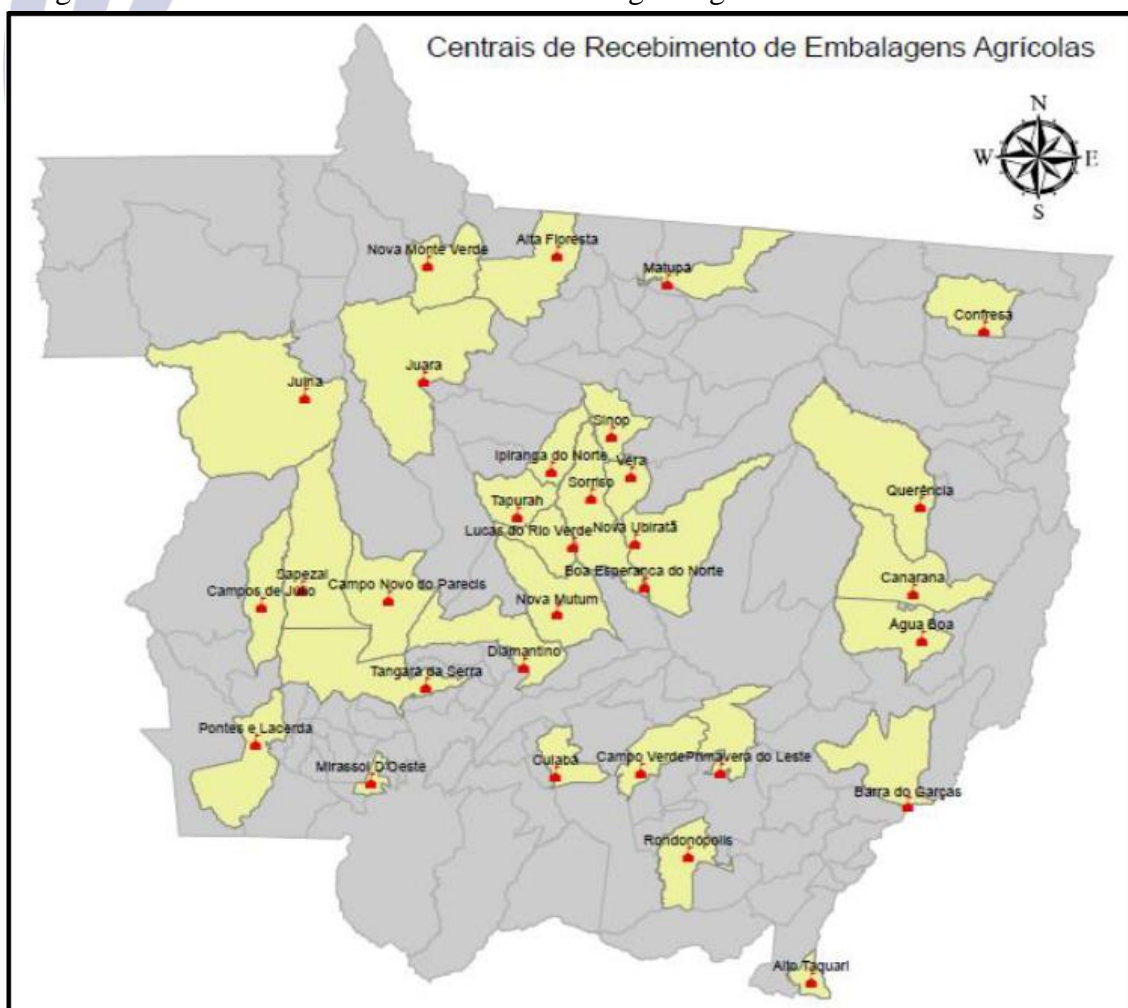 Centrais de Recebimento de Embalagens Agrícolas
N
W E
S
Nova Monte Verde
Alta Floresta
Matupá
Confresa
Juara
Juína
Sinop
Ipiranga do Norte
Vera
Sorriso
Tapurah
Querência
Lucas do Rio Verde
Nova Ubiratã
Boa Esperança do Norte
Sapezal
Campo Novo do Parecis
Campos de Júlio
Nova Mutum
Canarana
Água Boa
Diamantino
Tangará da Serra
Pontes e Lacerda
Mirassol D'Oeste
Cuiabá
Campo Verde
Primavera do Leste
Barra do Garças
Rondonópolis
Alto Taquari